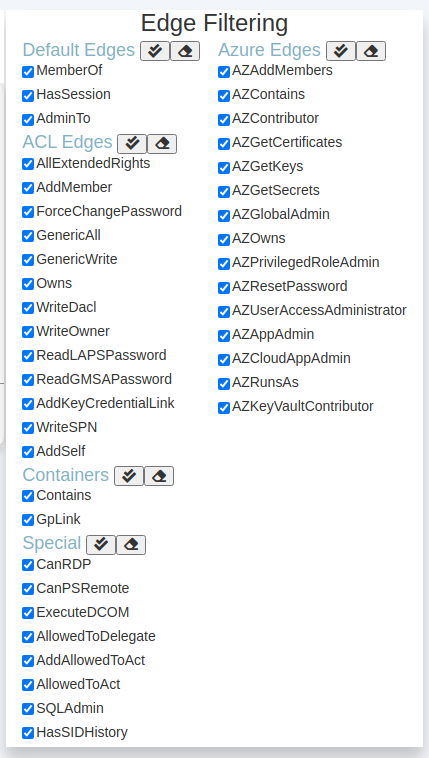 Edge Filtering
Default Edges
MemberOf
HasSession
AdminTo
ACL Edges
AllExtendedRights
AddMember
ForceChangePassword
GenericAll
GenericWrite
Owns
WriteDacl
WriteOwner
ReadLAPSPassword
ReadGMSAPassword
AddKeyCredentialLink
WriteSPN
AddSelf
Containers
Contains
GpLink
Special
CanRDP
CanPSRemote
ExecuteDCOM
AllowedToDelegate
AddAllowedToAct
AllowedToAct
SQLAdmin
HasSIDHistory
Azure Edges
AZAddMembers
AZContains
AZContributor
AZGetCertificates
AZGetKeys
AZGetSecrets
AZGlobalAdmin
AZOwns
AZPrivilegedRoleAdmin
AZResetPassword
AZUserAccessAdministrator
AZAppAdmin
AZCloudAppAdmin
AZRunsAs
AZKeyVaultContributor